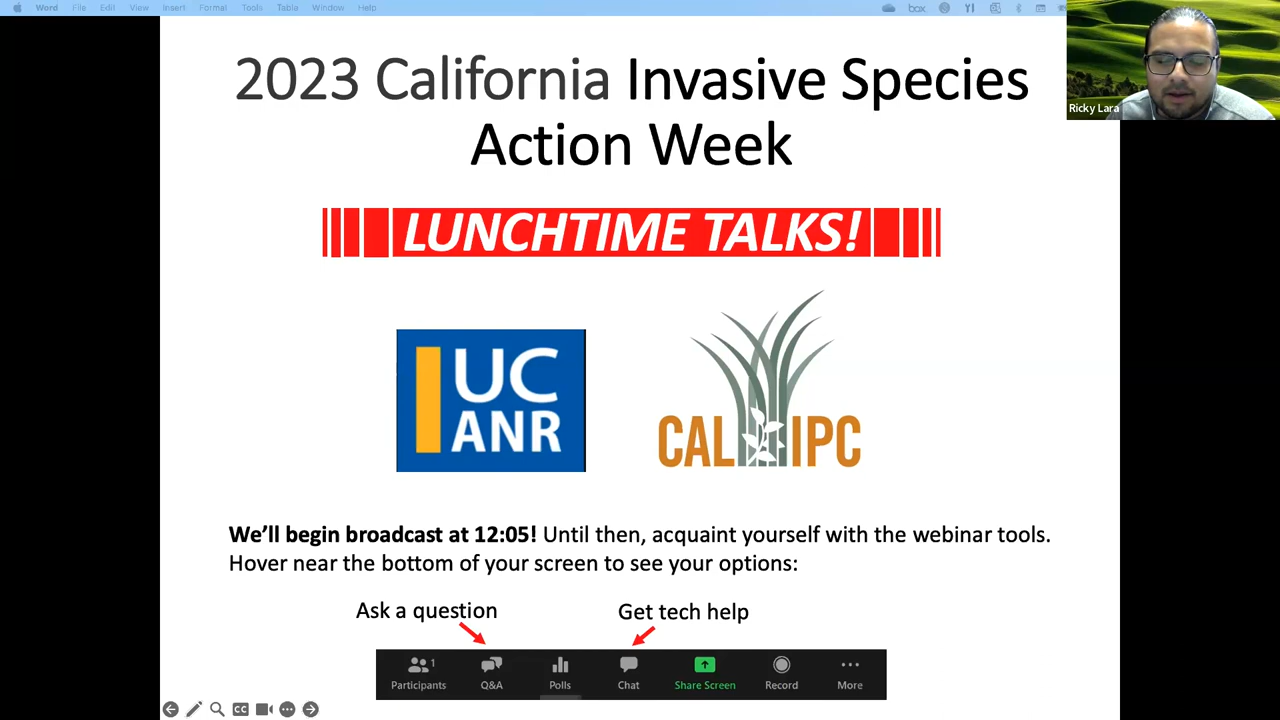 Word File Edit View Insert Format Tools Table Window Help
box
2023 California Invasive Species
Action Week
Ricky Lara
LUNCHTIME TALKS!
UC
ANR
CAL IPC
We’ll begin broadcast at 12:05! Until then, acquaint yourself with the webinar tools.
Hover near the bottom of your screen to see your options:
Ask a question
Get tech help
1
Participants Q&A Polls Chat Share Screen Record More
CC